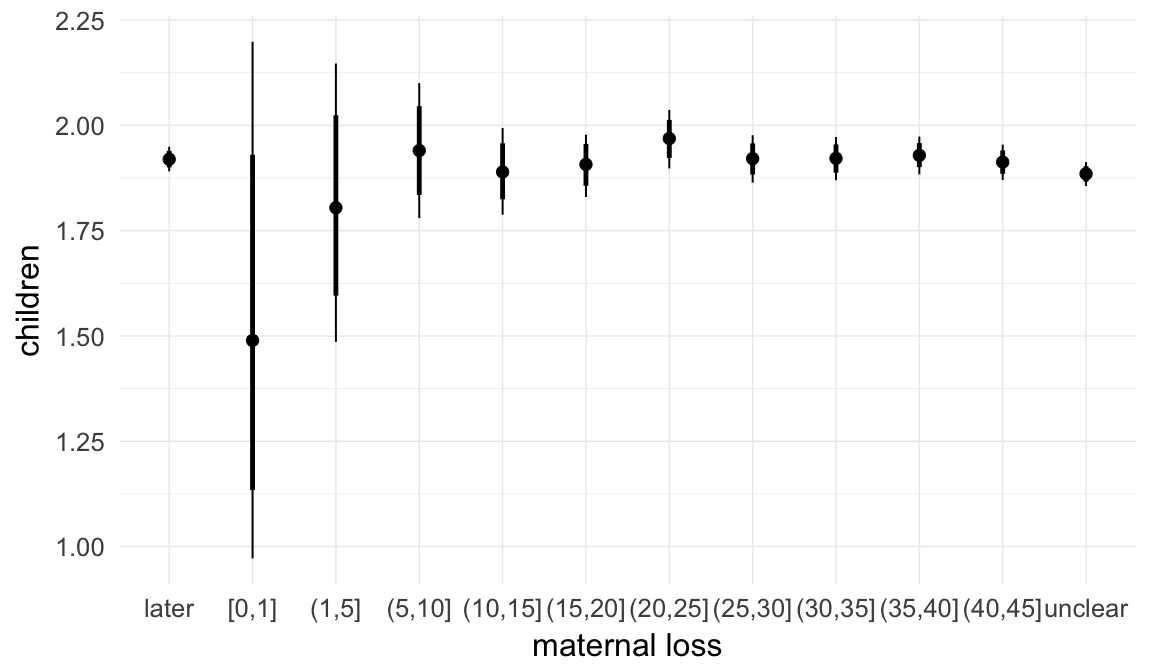 2.25
2.00
1.75
1.50
1.25
1.00
children
later [0,1] (1,5] (5,10] (10,15] (15,20] (20,25] (25,30] (30,35] (35,40] (40,45] unclear
maternal loss